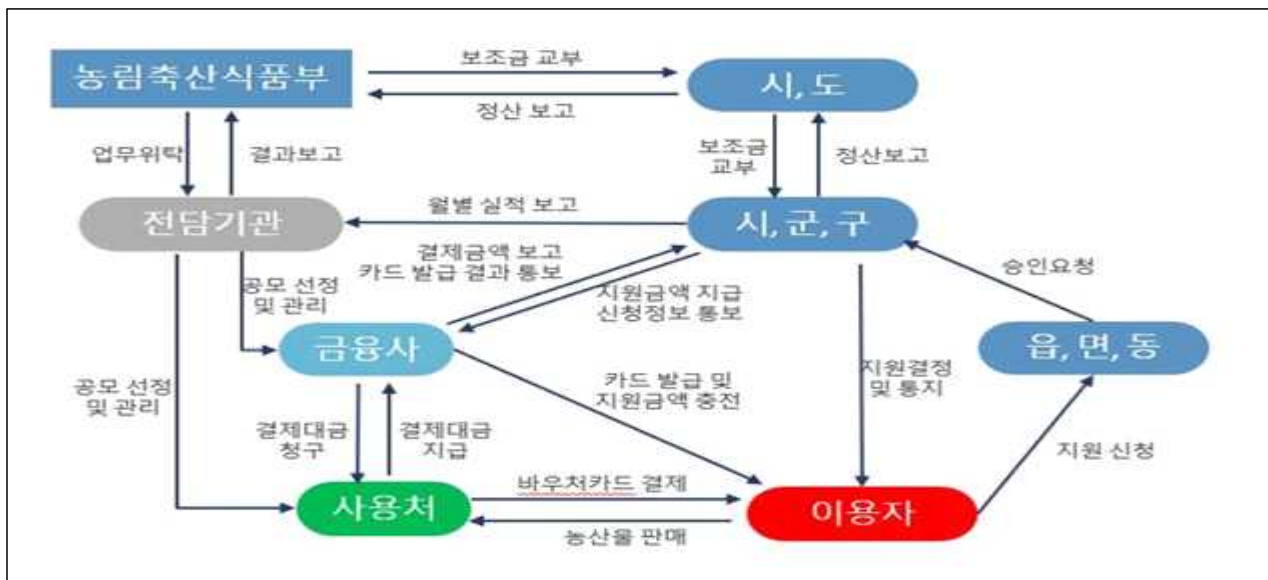 보조금 교부
농림축산식품부
시, 도
정산 보고
업무위탁
결과보고
보조금
교부
정산보고
월별 실적 보고
전담기관
시, 군, 구
결제금액 보고
카드 발급 결과 통보
승인요청
공모 선정
및 관리
지원금액 지급
신청정보 통보
금융사
읍, 면, 동
공모 선정
및 관리
카드 발급 및
지원금액 충전
지원결정
및 통지
결제대금
청구
결제대금
지급
지원 신청
바우처카드 결제
사용처
이용자
농산물 판매